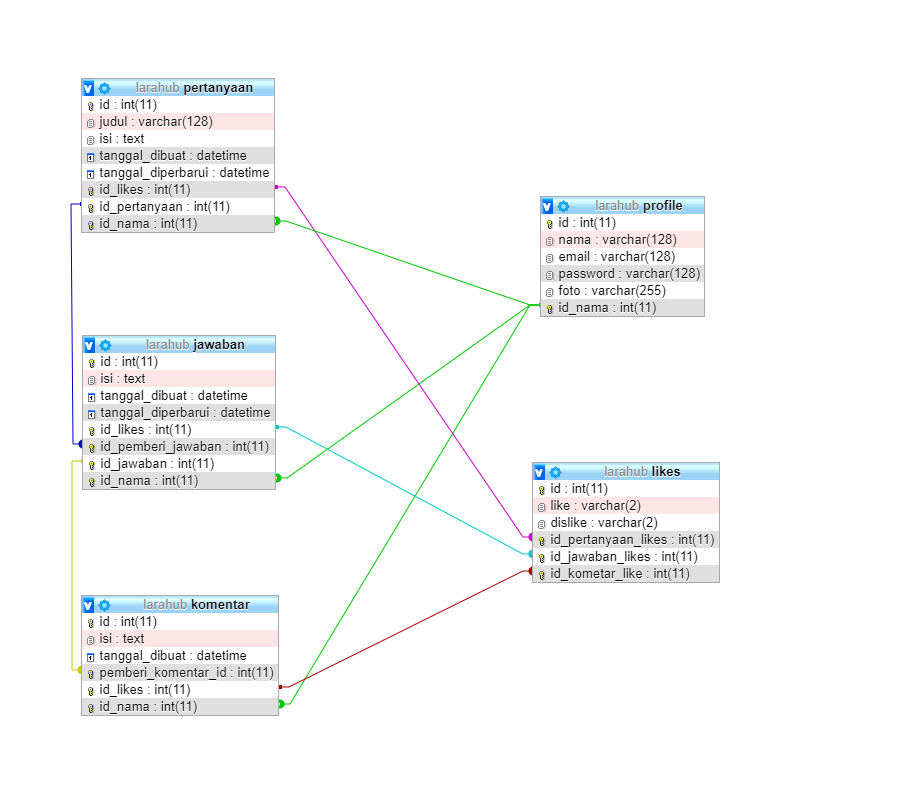 larahub pertanyaan
id : int(11)
judul : varchar(128)
isi : text
tanggal_dibuat : datetime
tanggal_diperbarui : datetime
id_likes : int(11)
id_pertanyaan : int(11)
id_nama : int(11)
larahub profile
id : int(11)
nama : varchar(128)
email : varchar(128)
password : varchar(128)
foto : varchar(255)
id_nama : int(11)
larahub jawaban
id : int(11)
isi : text
tanggal_dibuat : datetime
tanggal_diperbarui : datetime
id_likes : int(11)
id_pemberi_jawaban : int(11)
id_jawaban : int(11)
id_nama : int(11)
larahub likes
id : int(11)
like : varchar(2)
dislike : varchar(2)
id_pertanyaan_likes : int(11)
id_jawaban_likes : int(11)
id_kometar_like : int(11)
larahub komentar
id : int(11)
isi : text
tanggal_dibuat : datetime
pemberi_komentar_id : int(11)
id_likes : int(11)
id_nama : int(11)